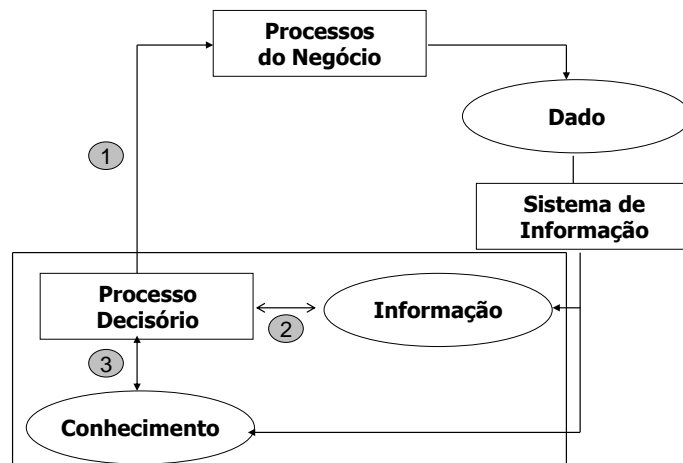 Processos
do Negócio
Dado
1
Sistema de
Informação
Processo
Decisório
2
Informação
3
Conhecimento